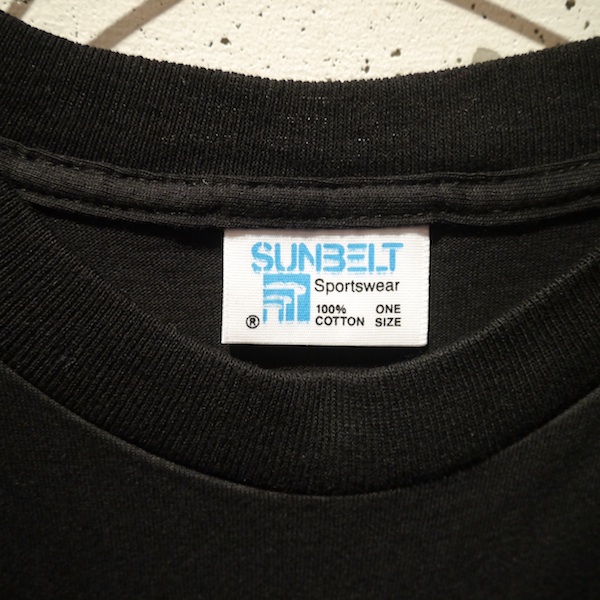 SUNBELT
Sportswear
100% ONE
® COTTON SIZE